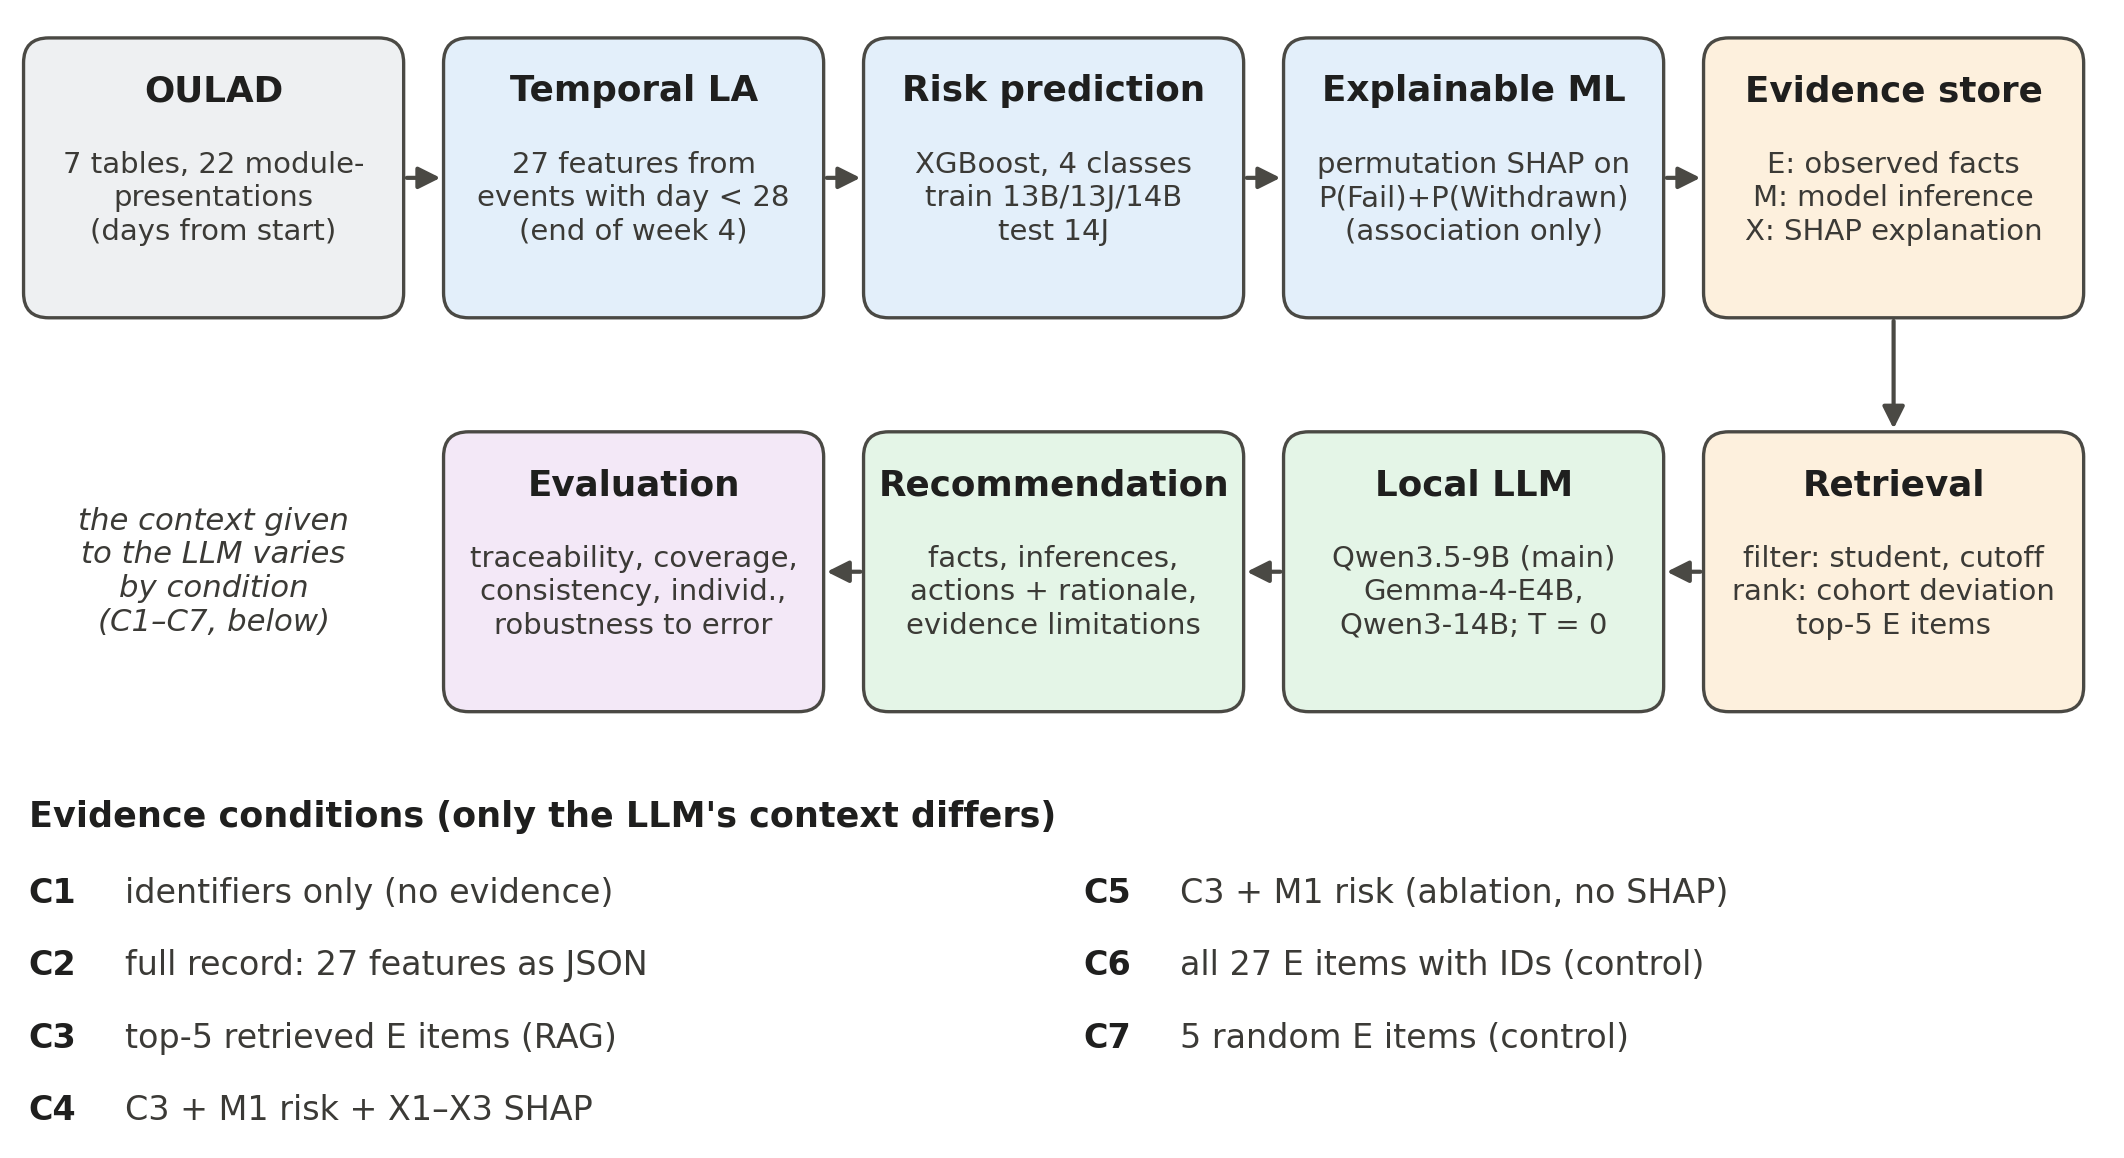 OULAD
7 tables, 22 module-
presentations
(days from start)
Temporal LA
27 features from
events with day < 28
(end of week 4)
Risk prediction
XGBoost, 4 classes
train 13B/13J/14B
test 14J
Explainable ML
permutation SHAP on
P(Fail)+P(Withdrawn)
(association only)
Evidence store
E: observed facts
M: model inference
X: SHAP explanation
the context given
to the LLM varies
by condition
(C1–C7, below)
Evaluation
traceability, coverage,
consistency, individ.,
robustness to error
Recommendation
facts, inferences,
actions + rationale,
evidence limitations
Local LLM
Qwen3.5-9B (main)
Gemma-4-E4B,
Qwen3-14B; T = 0
Retrieval
filter: student, cutoff
rank: cohort deviation
top-5 E items
Evidence conditions (only the LLM's context differs)
C1 identifiers only (no evidence)
C2 full record: 27 features as JSON
C3 top-5 retrieved E items (RAG)
C4 C3 + M1 risk + X1–X3 SHAP
C5 C3 + M1 risk (ablation, no SHAP)
C6 all 27 E items with IDs (control)
C7 5 random E items (control)